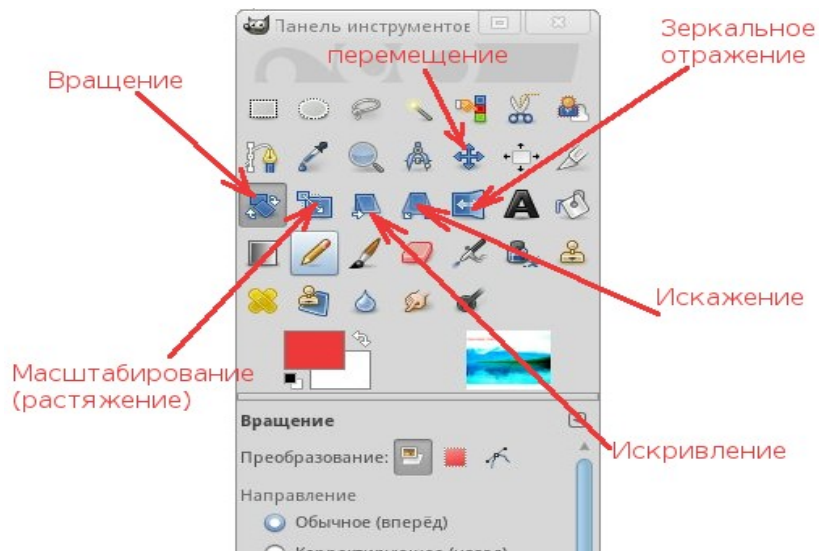 Панель инструментов
Зеркальное
отражение
перемещение
Вращение
Искажение
Масштабирование
(растяжение)
Вращение
Искривление
Преобразование:
Направление
Обычное (вперёд)